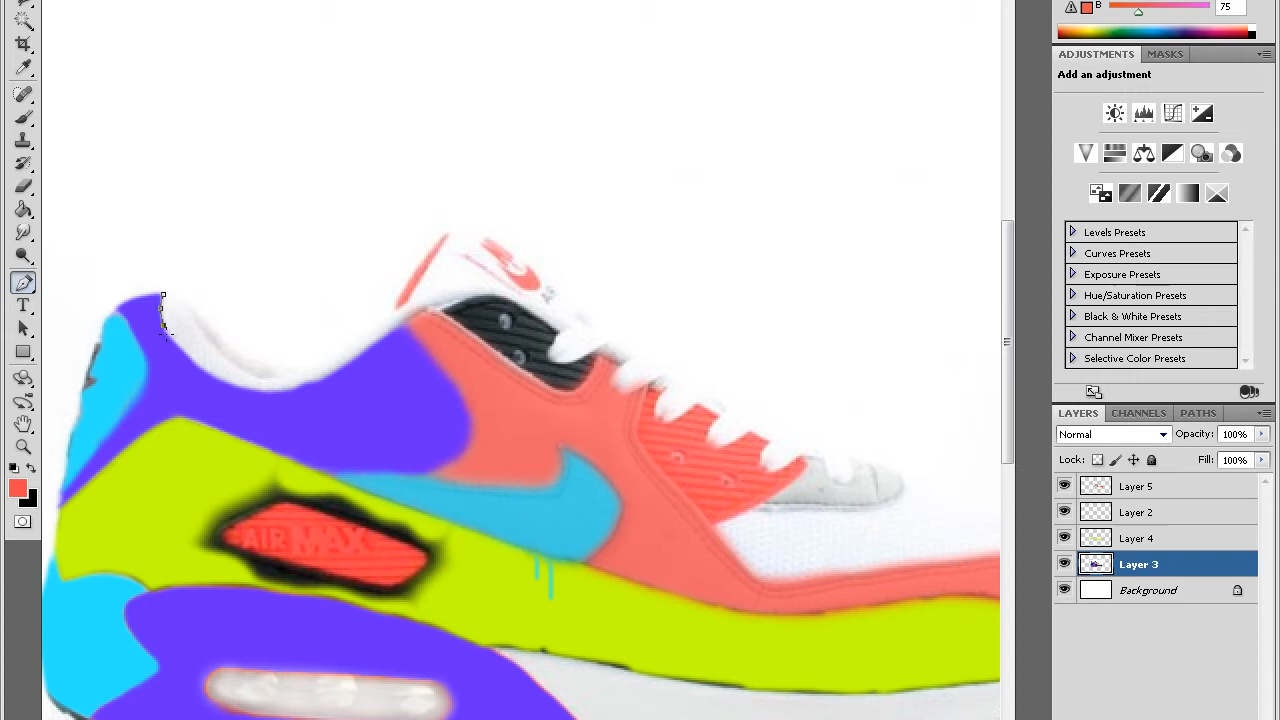 B
75
ADJUSTMENTS MASKS
Add an adjustment
Levels Presets
Curves Presets
Exposure Presets
Hue/Saturation Presets
Black & White Presets
Channel Mixer Presets
Selective Color Presets
LAYERS CHANNELS PATHS
Normal Opacity: 100%
Lock: Fill: 100%
Layer 5
Layer 2
Layer 4
Layer 3
Background
T
AIR MAX